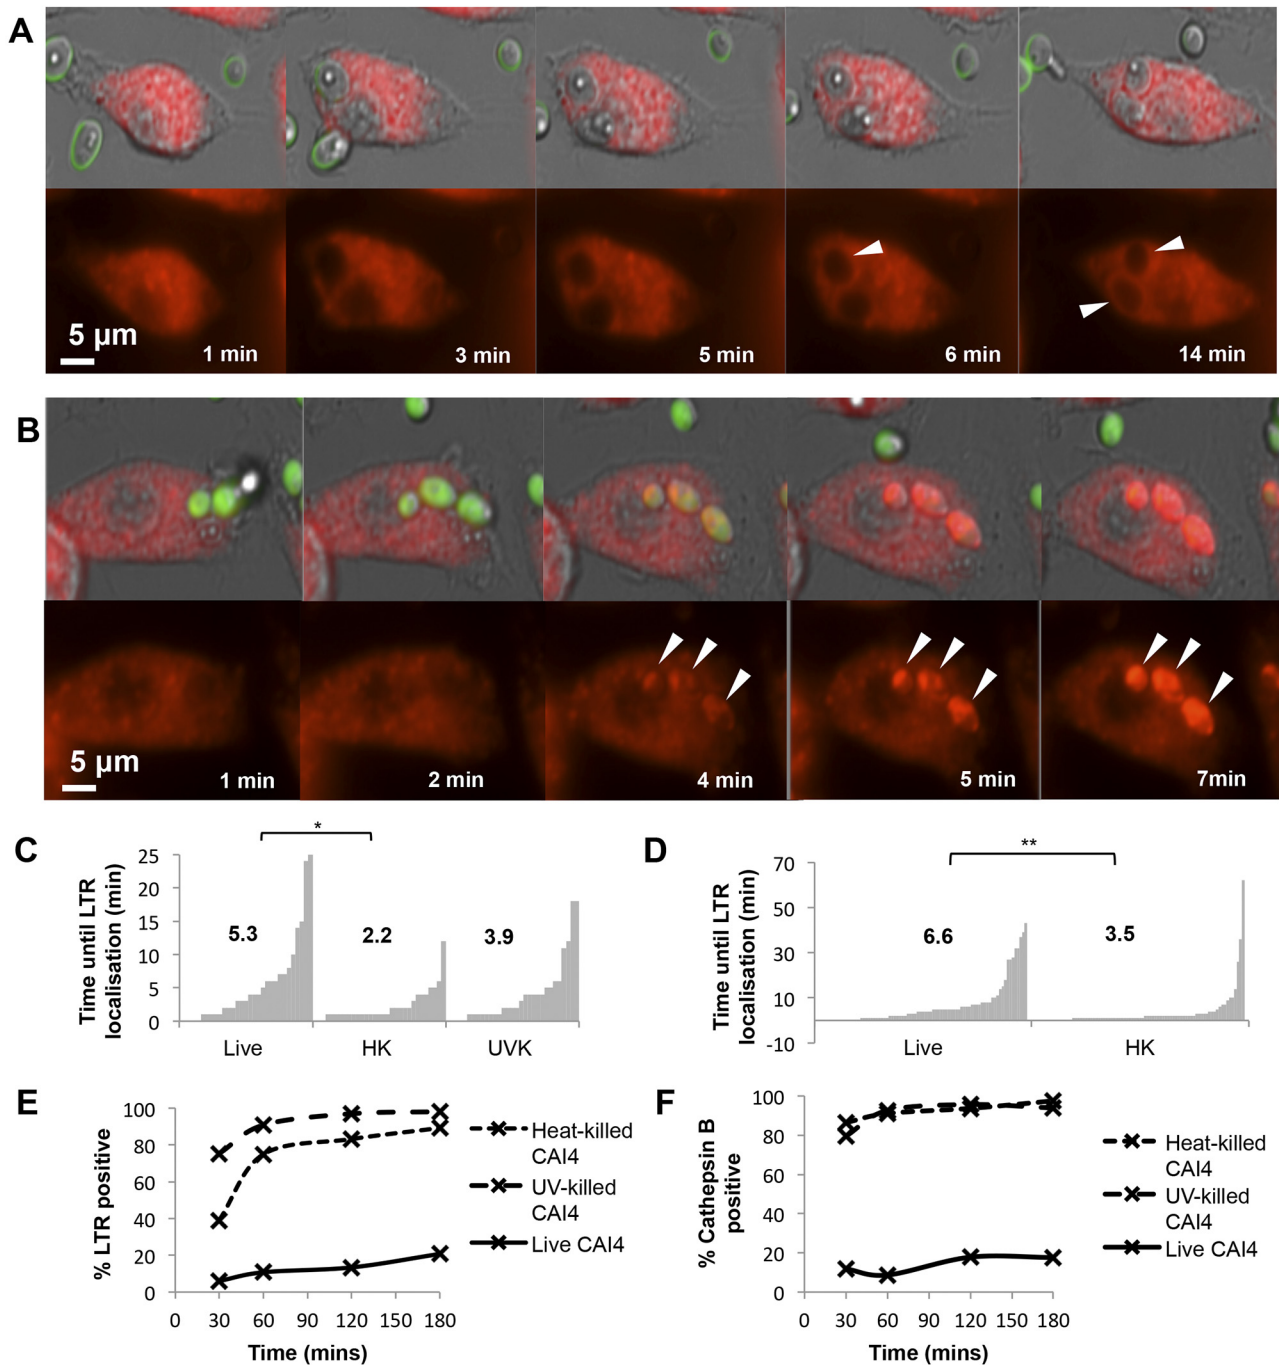 A
5 µm
1 min
3 min
5 min
6 min
14 min
B
5 µm
1 min
2 min
4 min
5 min
7min
C
Time until LTR
localisation (min)
25
20
15
10
5
0
*
5.3
2.2
3.9
Live
HK
UVK
D
Time until LTR
localisation (min)
70
50
30
10
-10
**
6.6
3.5
Live
HK
E
% LTR positive
100
80
60
40
20
0
0
30
60
90
120
150
180
Time (mins)
Heat-killed
CAI4
UV-killed
CAI4
Live CAI4
F
% Cathepsin B
positive
100
80
60
40
20
0
0
30
60
90
120
150
180
Time (mins)
Heat-killed
CAI4
UV-killed
CAI4
Live CAI4